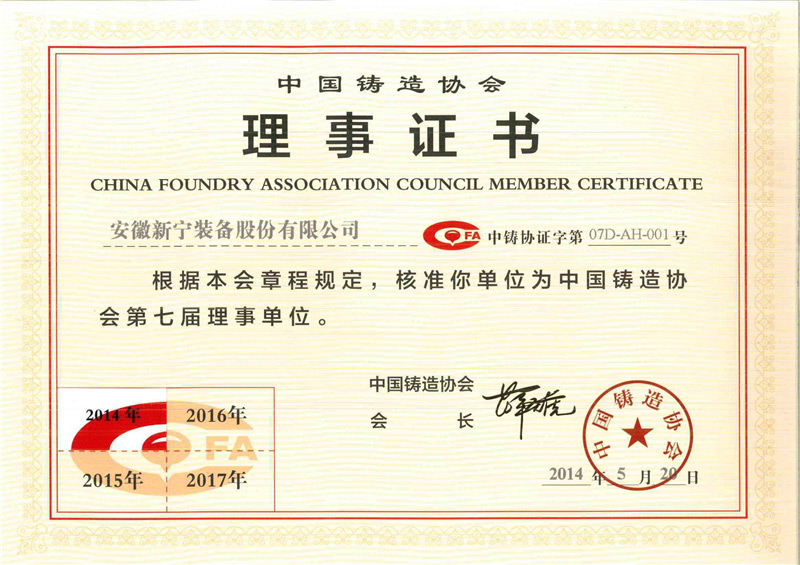 中国铸造协会
理事证书
CHINA FOUNDRY ASSOCIATION COUNCIL MEMBER CERTIFICATE
安徽新宁装备股份有限公司
CFA 中铸协证字第 07D-AH-001 号
根据本会章程规定，核准你单位为中国铸造协
会第七届理事单位。
中国铸造协会
会 长
中国铸造协会
2014 年 5 月 20 日
2014年 2016年
FA
2015年 2017年